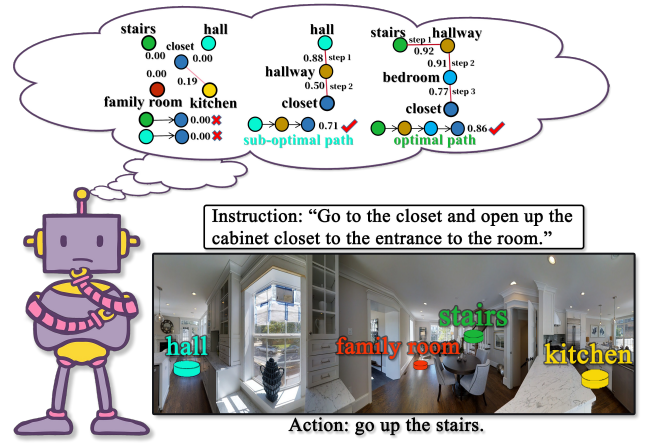 stairs
hall
closet
0.00
0.00
0.00
0.19
family room
kitchen
0.00
0.00
hall
0.88
step 1
hallway
0.50
step 2
closet
0.71
sub-optimal path
stairs
step 1
hallway
0.92
0.91
step 2
bedroom
0.77
step 3
closet
0.86
optimal path
Instruction: “Go to the closet and open up the
cabinet closet to the entrance to the room.”
hall
family room
stairs
kitchen
Action: go up the stairs.